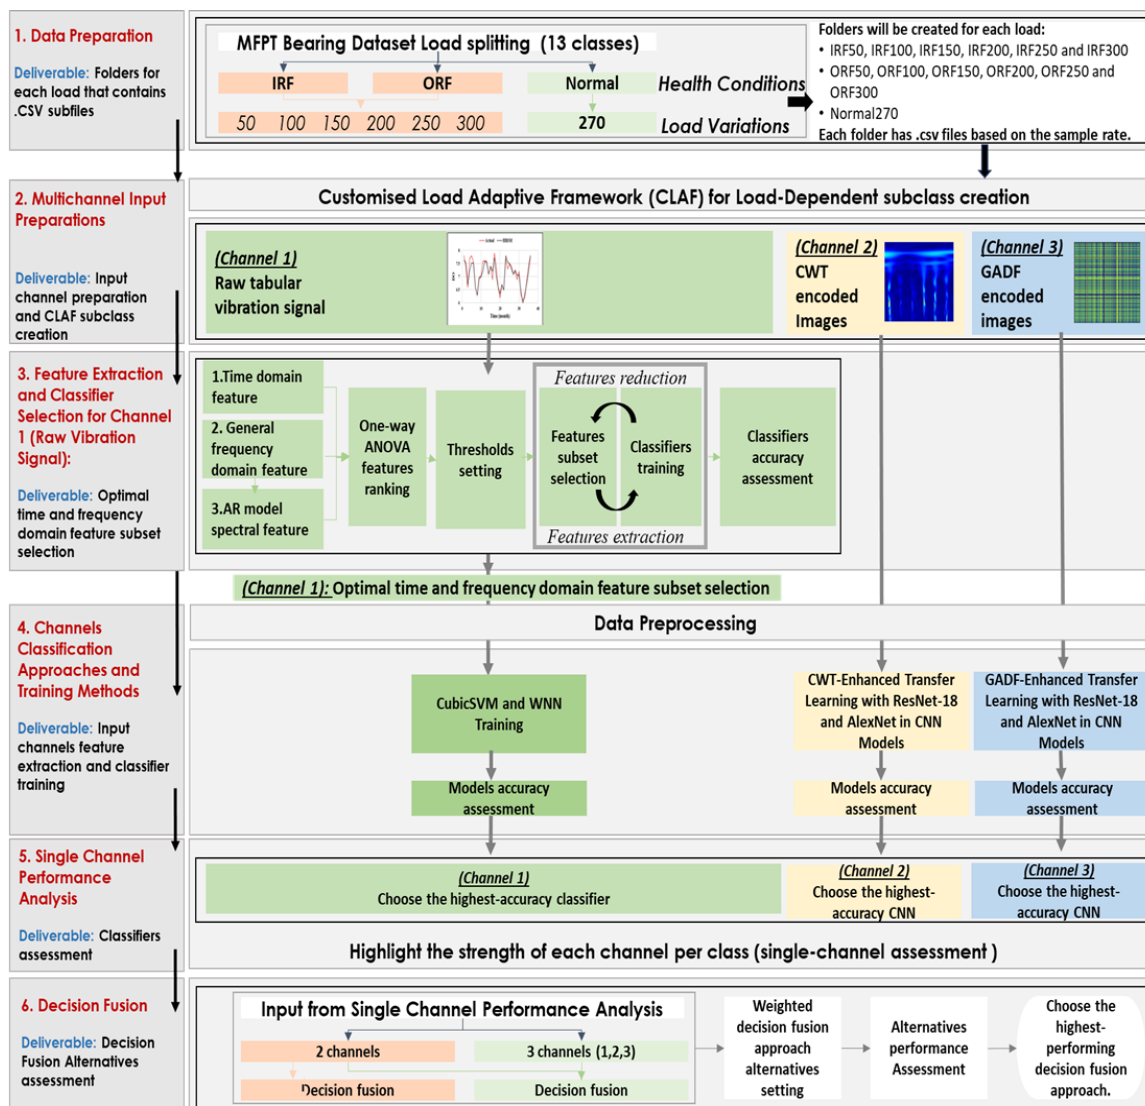 1. Data Preparation
Deliverable: Folders for
each load that contains
.CSV subfiles
MFPT Bearing Dataset Load splitting (13 classes)
IRF
ORF
Normal
Health Conditions
50 100 150 200 250 300
270
Load Variations
Folders will be created for each load:
• IRF50, IRF100, IRF150, IRF200, IRF250 and IRF300
• ORF50, ORF100, ORF150, ORF200, ORF250 and
ORF300
• Normal270
Each folder has .csv files based on the sample rate.
2. Multichannel Input
Preparations
Deliverable: Input
channel preparation
and CLAF subclass
creation
Customised Load Adaptive Framework (CLAF) for Load-Dependent subclass creation
(Channel 1)
Raw tabular
vibration signal
Time (month)
(Channel 2)
CWT
encoded
Images
(Channel 3)
GADF
encoded
images
3. Feature Extraction
and Classifier
Selection for Channel
1 (Raw Vibration
Signal):
Deliverable: Optimal
time and frequency
domain feature subset
selection
1.Time domain
feature
2. General
frequency
domain feature
3.AR model
spectral feature
One-way
ANOVA
features
ranking
Thresholds
setting
Features reduction
Features
subset
selection
Classifiers
training
Features extraction
Classifiers
accuracy
assessment
(Channel 1): Optimal time and frequency domain feature subset selection
4. Channels
Classification
Approaches and
Training Methods
Deliverable: Input
channels feature
extraction and classifier
training
Data Preprocessing
CubicSVM and WNN
Training
Models accuracy
assessment
CWT-Enhanced Transfer
Learning with ResNet-18
and AlexNet in CNN
Models
Models accuracy
assessment
GADF-Enhanced Transfer
Learning with ResNet-18
and AlexNet in CNN
Models
Models accuracy
assessment
5. Single Channel
Performance
Analysis
Deliverable: Classifiers
assessment
(Channel 1)
Choose the highest-accuracy classifier
(Channel 2)
Choose the highest-
accuracy CNN
(Channel 3)
Choose the highest-
accuracy CNN
Highlight the strength of each channel per class (single-channel assessment )
6. Decision Fusion
Deliverable: Decision
Fusion Alternatives
assessment
Input from Single Channel Performance Analysis
2 channels
3 channels (1,2,3)
Decision fusion
Decision fusion
Weighted
decision fusion
approach
alternatives
setting
Alternatives
performance
Assessment
Choose the
highest-
performing
decision fusion
approach.